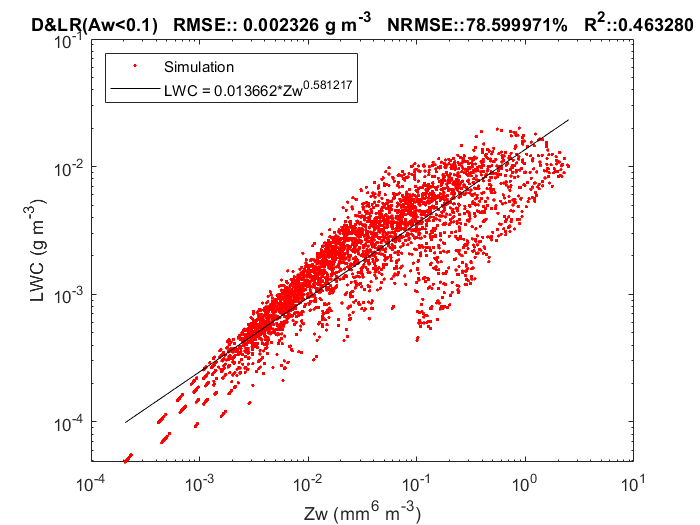 D&LR(Aw<0.1) RMSE:: 0.002326 g m-3 NRMSE::78.599971% R2::0.463280
10-1
Simulation
LWC = 0.013662*Zw0.581217
10-2
LWC (g m-3)
10-3
10-4
10-4 10-3 10-2 10-1 100 101
Zw (mm6 m-3)